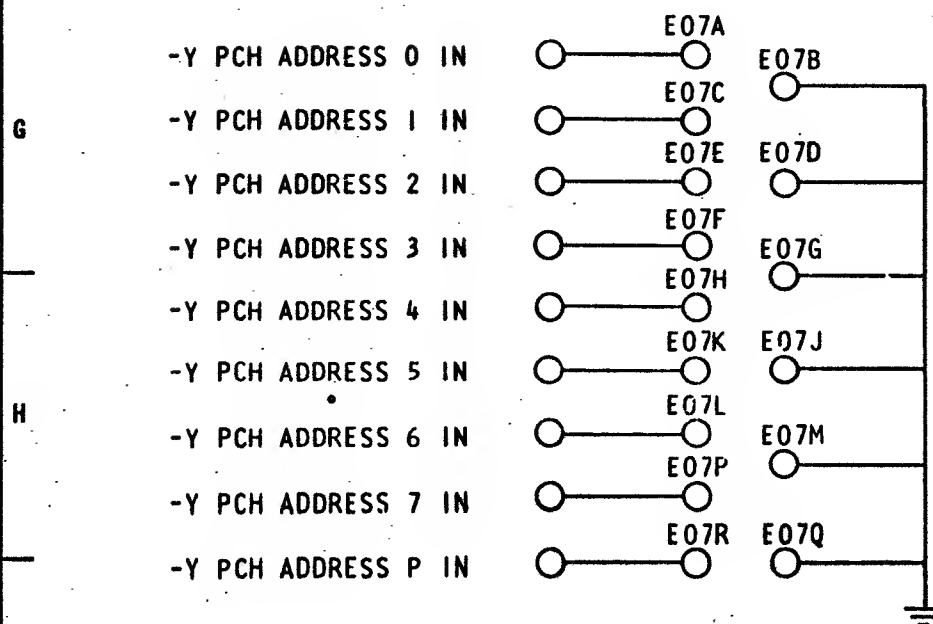 E07A
-Y PCH ADDRESS 0 IN
E07B
E07C
G
-Y PCH ADDRESS 1 IN
E07E E07D
-Y PCH ADDRESS 2 IN
E07F
-Y PCH ADDRESS 3 IN
E07G
E07H
-Y PCH ADDRESS 4 IN
E07K E07J
-Y PCH ADDRESS 5 IN
E07L
H
-Y PCH ADDRESS 6 IN
E07M
E07P
-Y PCH ADDRESS 7 IN
E07R E07Q
-Y PCH ADDRESS P IN